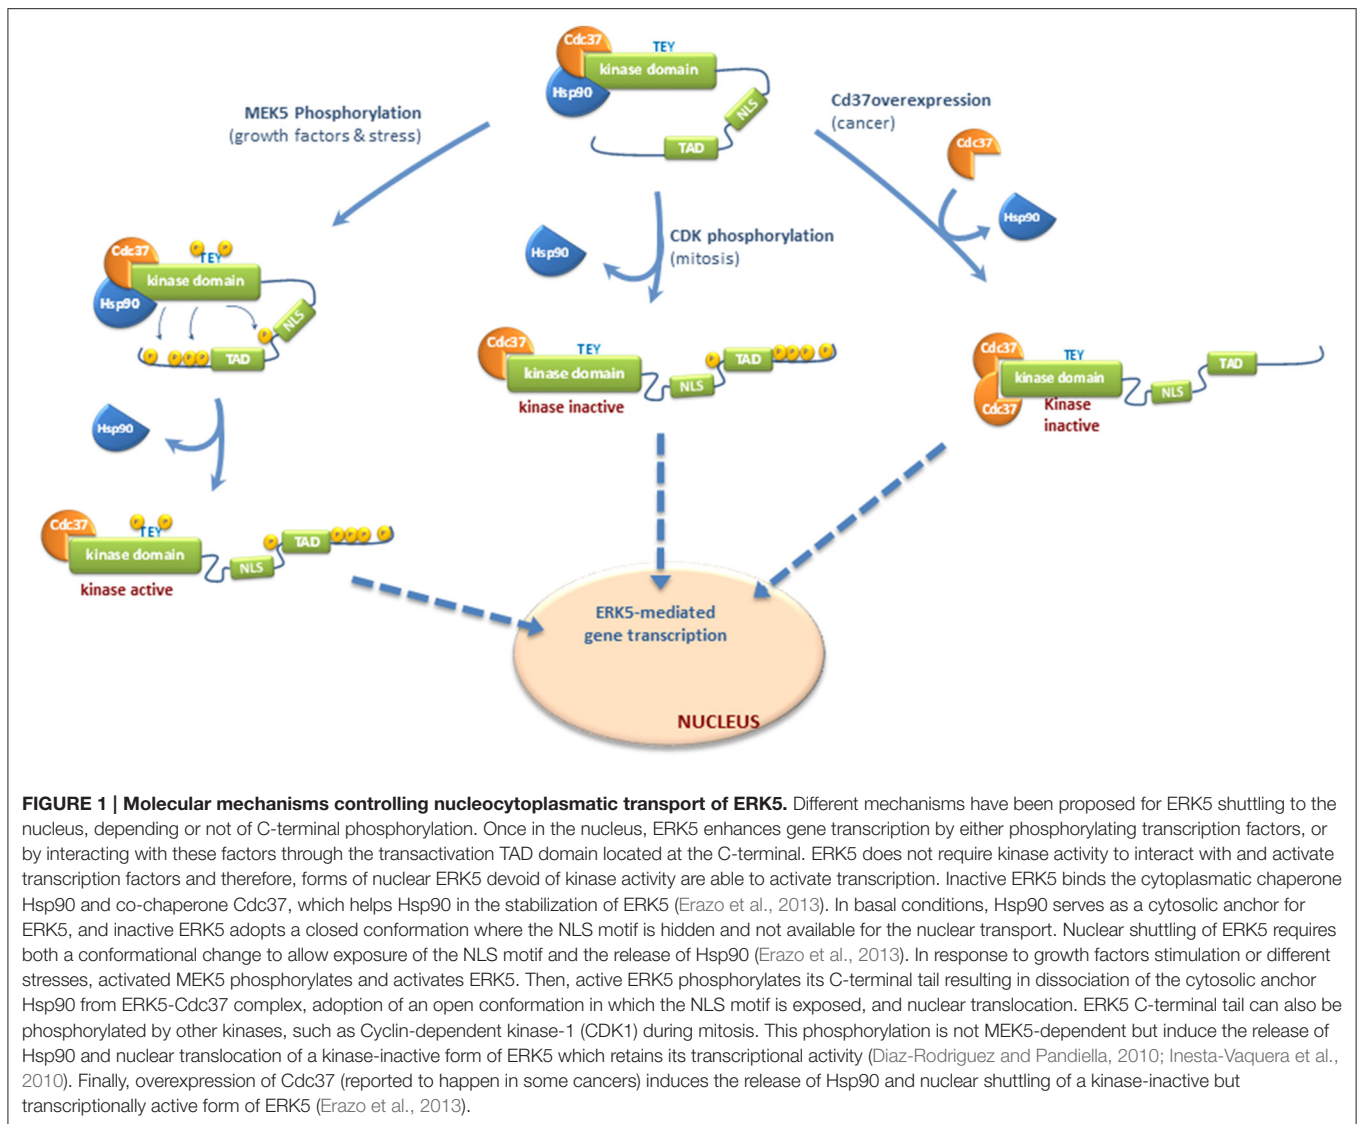 Cdc37
TEY
kinase domain
Hsp90
NLS
TAD
MEK5 Phosphorylation
(growth factors & stress)
Cd37overexpression
(cancer)
Cdc37
Hsp90
CDK phosphorylation
(mitosis)
Hsp90
Cdc37
P P
TEY
kinase domain
Hsp90
NLS
P
P PPP
TAD
Hsp90
Cdc37
P P
TEY
kinase domain
NLS
P
TAD
PPP P
kinase active
Cdc37
TEY
kinase domain
NLS
P
TAD
PPP P
kinase inactive
Cdc37
TEY
kinase domain
Cdc37
NLS
TAD
Kinase
inactive
ERK5-mediated
gene transcription
NUCLEUS
FIGURE 1 | Molecular mechanisms controlling nucleocytoplasmatic transport of ERK5. Different mechanisms have been proposed for ERK5 shuttling to the
nucleus, depending or not of C-terminal phosphorylation. Once in the nucleus, ERK5 enhances gene transcription by either phosphorylating transcription factors, or
by interacting with these factors through the transactivation TAD domain located at the C-terminal. ERK5 does not require kinase activity to interact with and activate
transcription factors and therefore, forms of nuclear ERK5 devoid of kinase activity are able to activate transcription. Inactive ERK5 binds the cytoplasmatic chaperone
Hsp90 and co-chaperone Cdc37, which helps Hsp90 in the stabilization of ERK5 (Erazo et al., 2013). In basal conditions, Hsp90 serves as a cytosolic anchor for
ERK5, and inactive ERK5 adopts a closed conformation where the NLS motif is hidden and not available for the nuclear transport. Nuclear shuttling of ERK5 requires
both a conformational change to allow exposure of the NLS motif and the release of Hsp90 (Erazo et al., 2013). In response to growth factors stimulation or different
stresses, activated MEK5 phosphorylates and activates ERK5. Then, active ERK5 phosphorylates its C-terminal tail resulting in dissociation of the cytosolic anchor
Hsp90 from ERK5-Cdc37 complex, adoption of an open conformation in which the NLS motif is exposed, and nuclear translocation. ERK5 C-terminal tail can also be
phosphorylated by other kinases, such as Cyclin-dependent kinase-1 (CDK1) during mitosis. This phosphorylation is not MEK5-dependent but induce the release of
Hsp90 and nuclear translocation of a kinase-inactive form of ERK5 which retains its transcriptional activity (Diaz-Rodriguez and Pandiella, 2010; Inesta-Vaquera et al.,
2010). Finally, overexpression of Cdc37 (reported to happen in some cancers) induces the release of Hsp90 and nuclear shuttling of a kinase-inactive but
transcriptionally active form of ERK5 (Erazo et al., 2013).